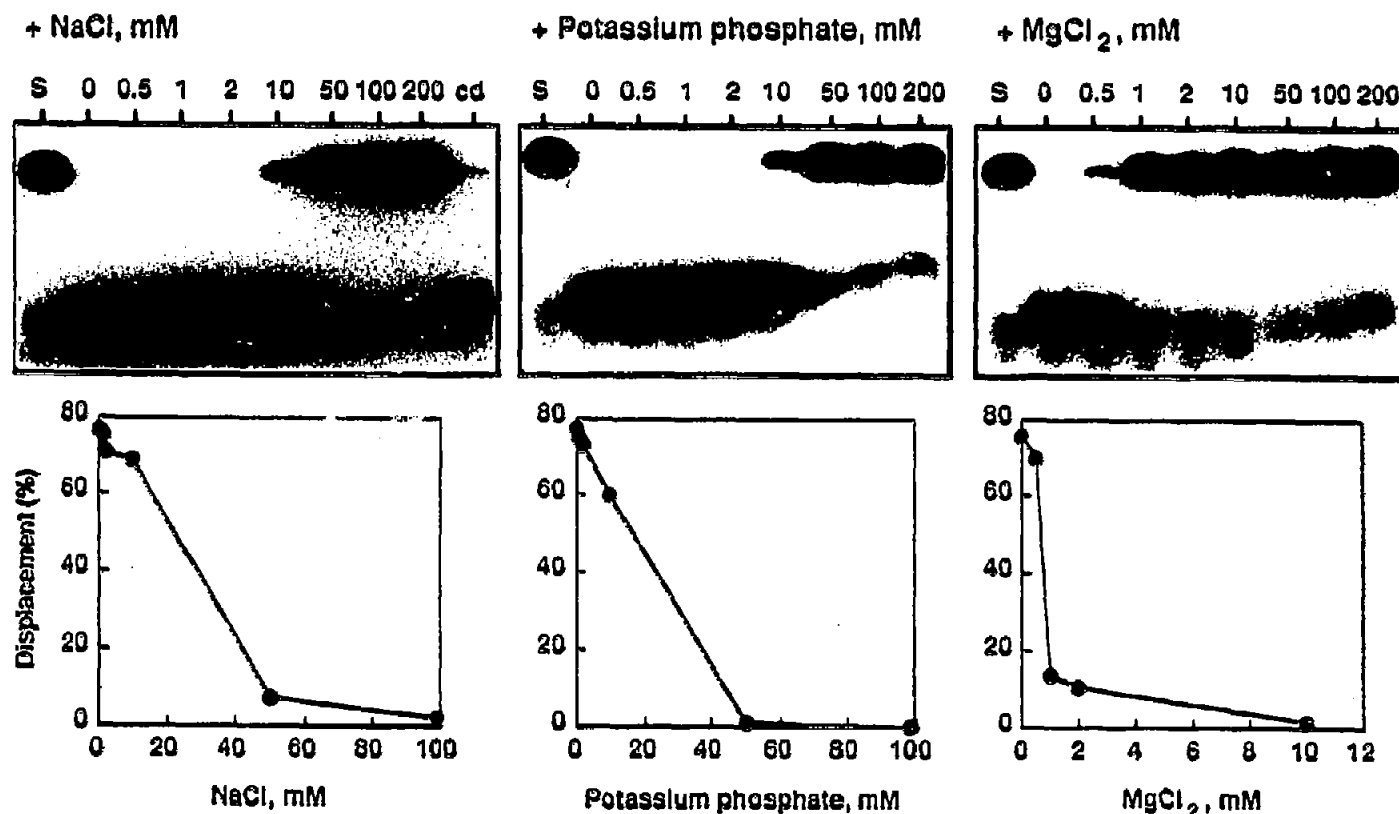 + NaCl, mM
+ Potassium phosphate, mM
+ MgCl2, mM
S 0 0.5 1 2 10 50 100 200 cd
S 0 0.5 1 2 10 50 100 200
S 0 0.5 1 2 10 50 100 200
Displacement (%)
80
60
40
20
0
0 20 40 60 80 100
NaCl, mM
80
60
40
20
0
0 20 40 60 80 100
Potassium phosphate, mM
80
60
40
20
0
0 2 4 6 8 10 12
MgCl2, mM